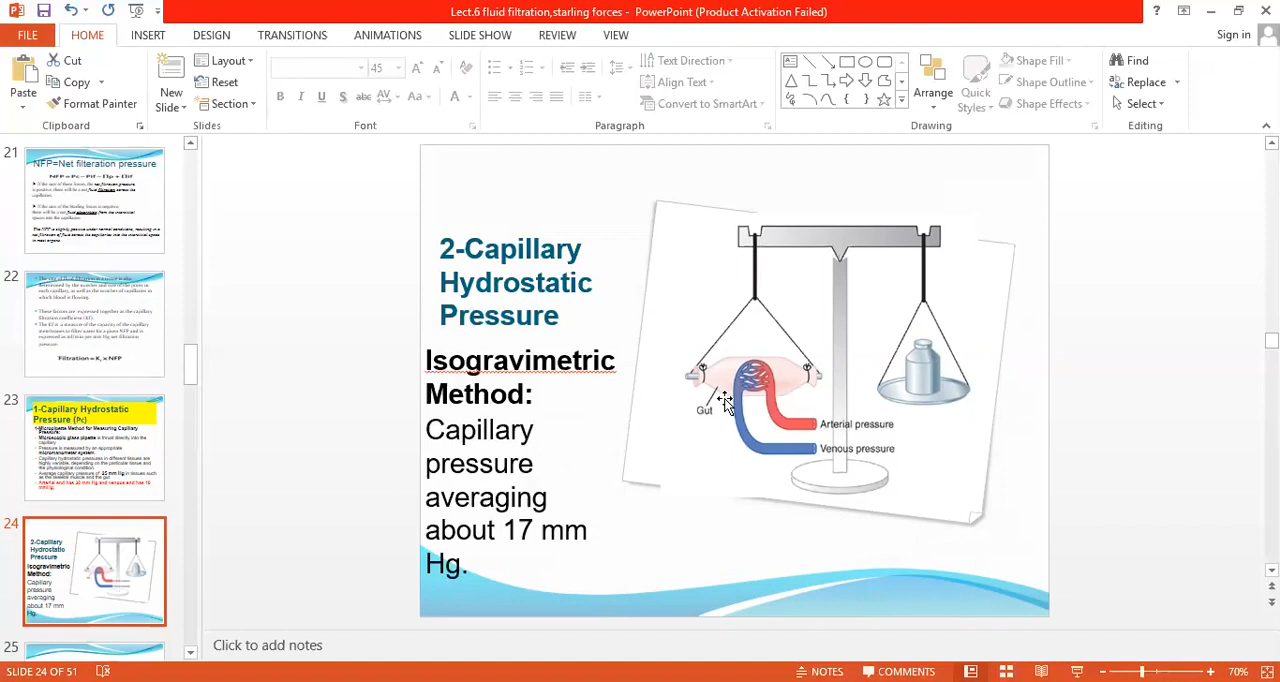 Lect.6 fluid filtration,starling forces - PowerPoint (Product Activation Failed)
FILE HOME INSERT DESIGN TRANSITIONS ANIMATIONS SLIDE SHOW REVIEW VIEW Sign in
Paste
Cut
Copy
Format Painter
Clipboard
New
Slide
Layout
Reset
Section
Slides
45
B I U S abc AV Aa A
Font
Text Direction
Align Text
Convert to SmartArt
Paragraph
Arrange
Quick
Styles
Shape Fill
Shape Outline
Shape Effects
Drawing
Find
Replace
Select
Editing
21
NFP=Net filteration pressure
22
Filtration = K x NFP
23
1-Capillary Hydrostatic
Pressure (Pc)
24
2-Capillary
Hydrostatic
Pressure
Isogravimetric
Method:
Capillary
pressure
averaging
about 17 mm
Hg.
25
2-Capillary
Hydrostatic
Pressure
Isogravimetric
Method:
Capillary
pressure
averaging
about 17 mm
Hg.
Gut
Arterial pressure
Venous pressure
Click to add notes
SLIDE 24 OF 51 NOTES COMMENTS 70%